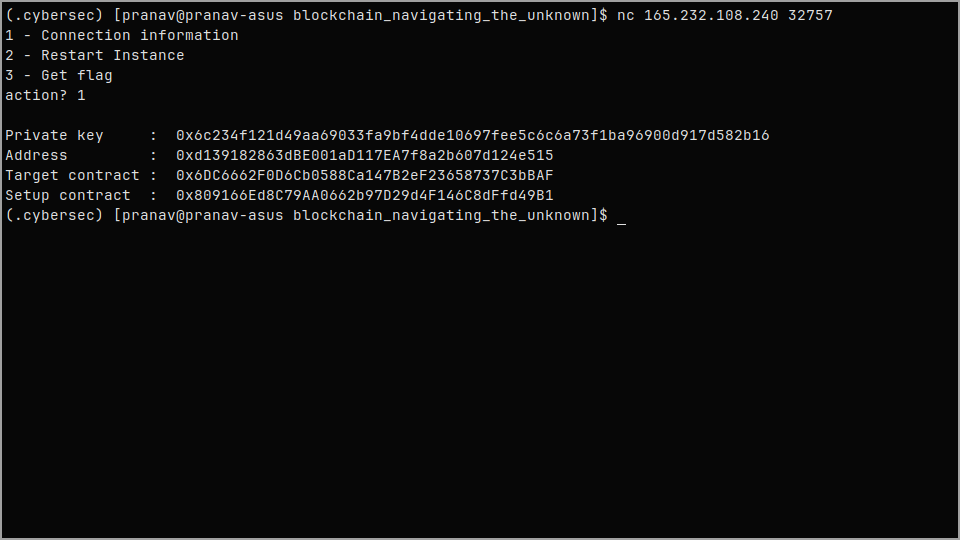 (.cybersec) [pranav@pranav-asus blockchain_navigating_the_unknown]$ nc 165.232.108.240 32757
1 - Connection information
2 - Restart Instance
3 - Get flag
action? 1
Private key     :  0x6c234f121d49aa69033fa9bf4dde10697fee5c6c6a73f1ba96900d917d582b16
Address         :  0xd139182863dBE001aD117EA7f8a2b607d124e515
Target contract :  0x6DC6662F0D6Cb0588Ca147B2eF23658737C3bBAF
Setup contract  :  0x809166Ed8C79AA0662b97D29d4F146C8dFfd49B1
(.cybersec) [pranav@pranav-asus blockchain_navigating_the_unknown]$ _